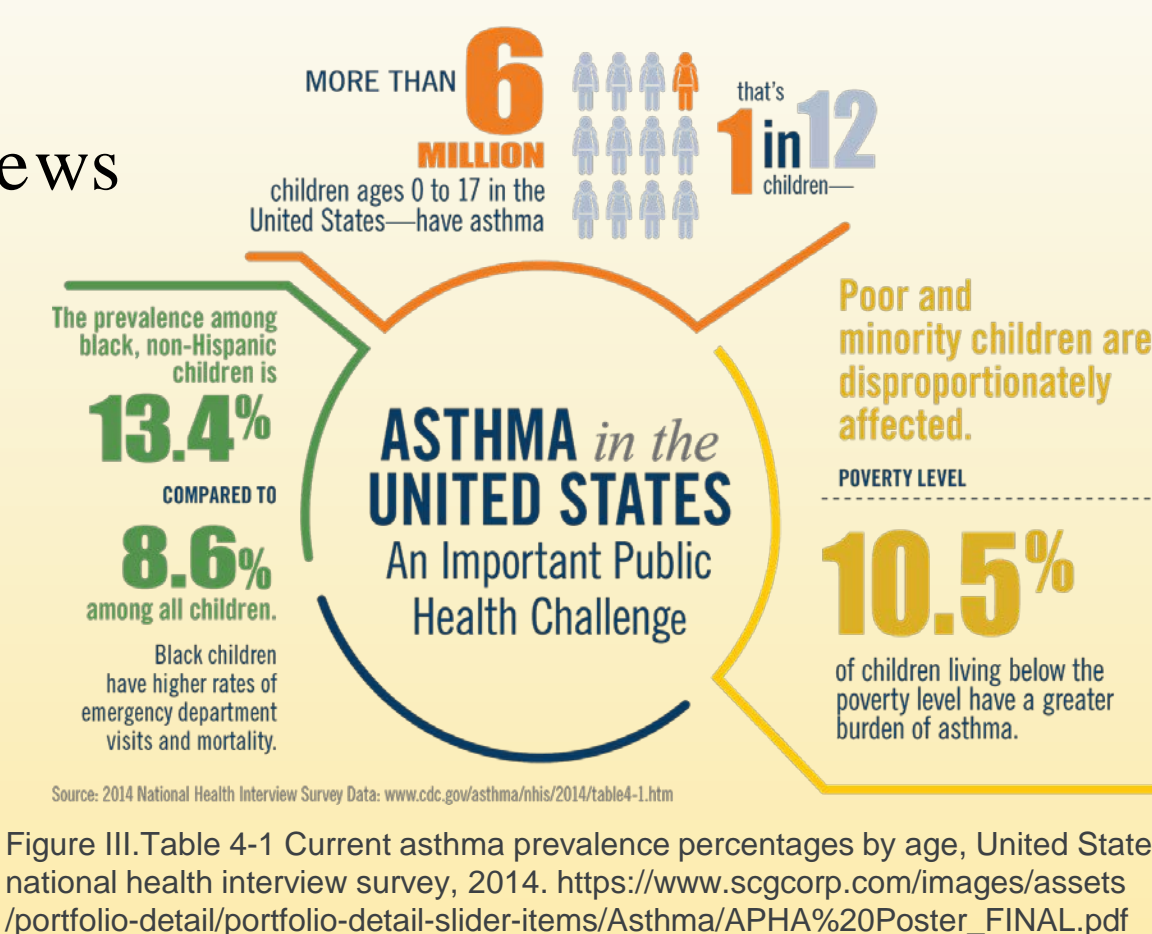 ews
MORE THAN 6
MILLION
children ages 0 to 17 in the
United States—have asthma
that's
1 in 12
children—
The prevalence among
black, non-Hispanic
children is
13.4%
COMPARED TO
8.6%
among all children.
Black children
have higher rates of
emergency department
visits and mortality.
ASTHMA in the
UNITED STATES
An Important Public
Health Challenge
Poor and
minority children are
disproportionately
affected.
POVERTY LEVEL
10.5%
of children living below the
poverty level have a greater
burden of asthma.
Source: 2014 National Health Interview Survey Data: www.cdc.gov/asthma/nhis/2014/table4-1.htm
Figure III.Table 4-1 Current asthma prevalence percentages by age, United State
national health interview survey, 2014. https://www.scgcorp.com/images/assets
/portfolio-detail/portfolio-detail-slider-items/Asthma/APHA%20Poster_FINAL.pdf